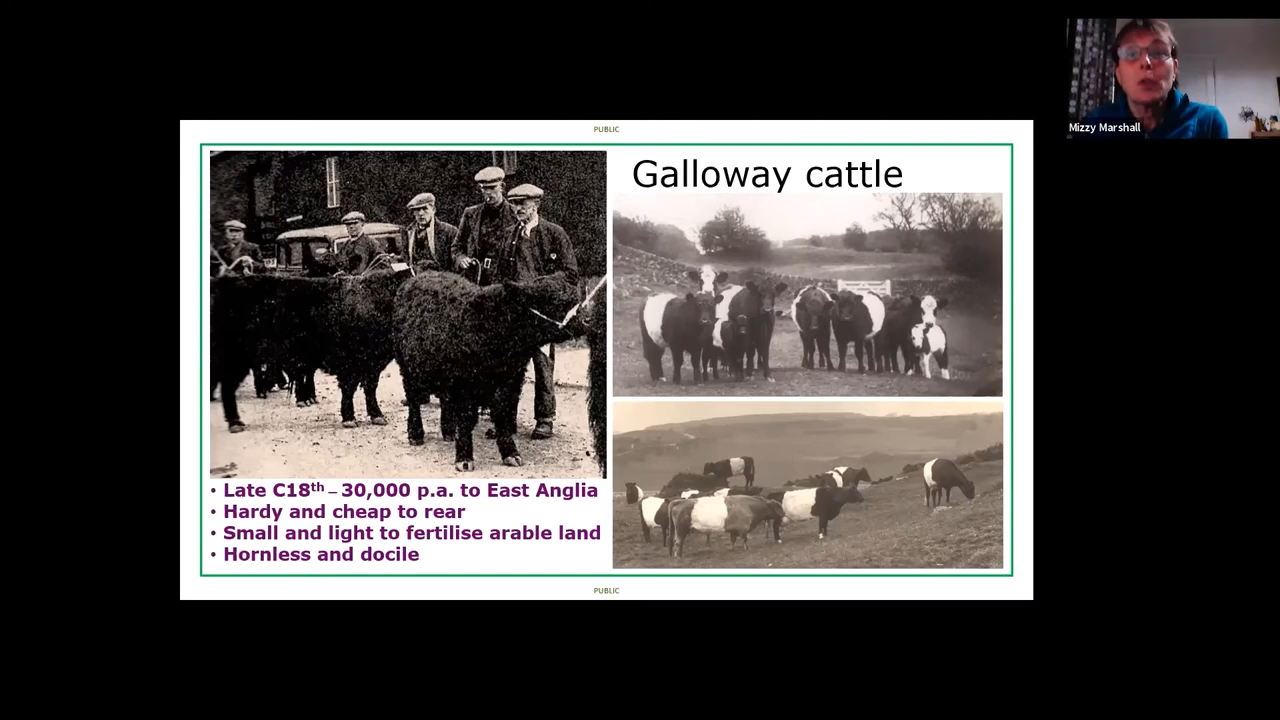 Mizzy Marshall
PUBLIC
Galloway cattle
• Late C18th – 30,000 p.a. to East Anglia
• Hardy and cheap to rear
• Small and light to fertilise arable land
• Hornless and docile
PUBLIC